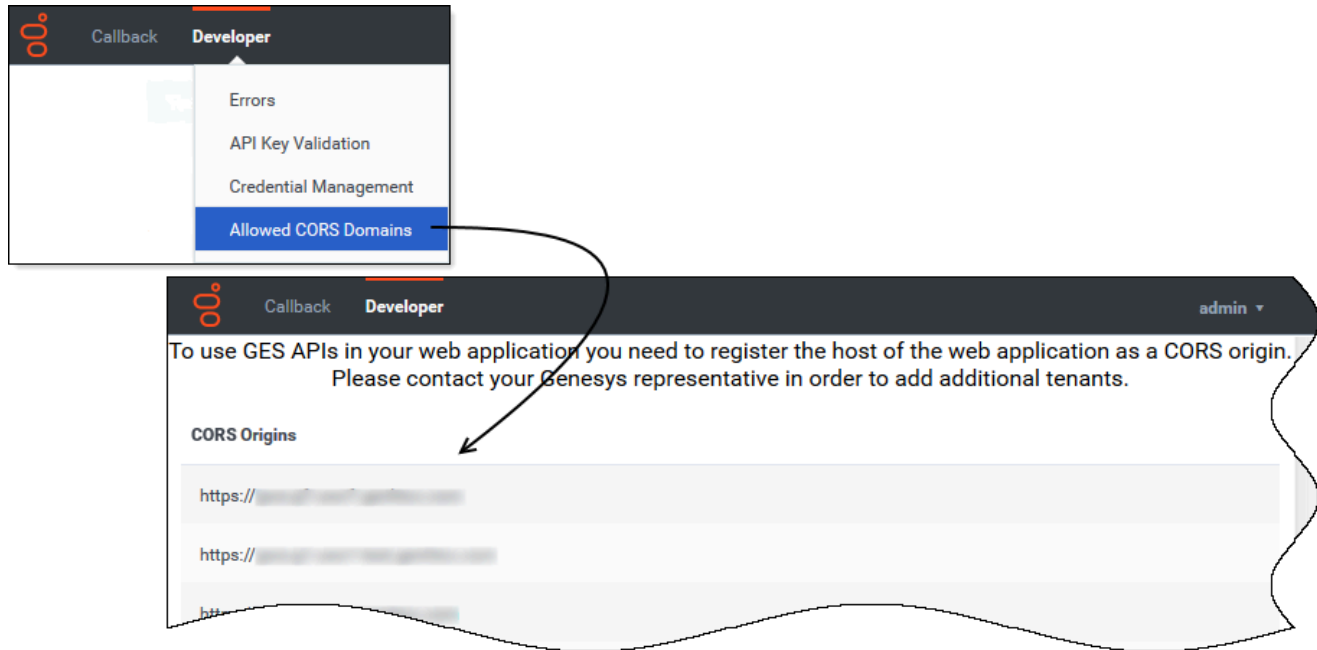 Callback Developer
Errors
API Key Validation
Credential Management
Allowed CORS Domains
Callback Developer admin
To use GES APIs in your web application you need to register the host of the web application as a CORS origin.
Please contact your Genesys representative in order to add additional tenants.
CORS Origins
https://
https://